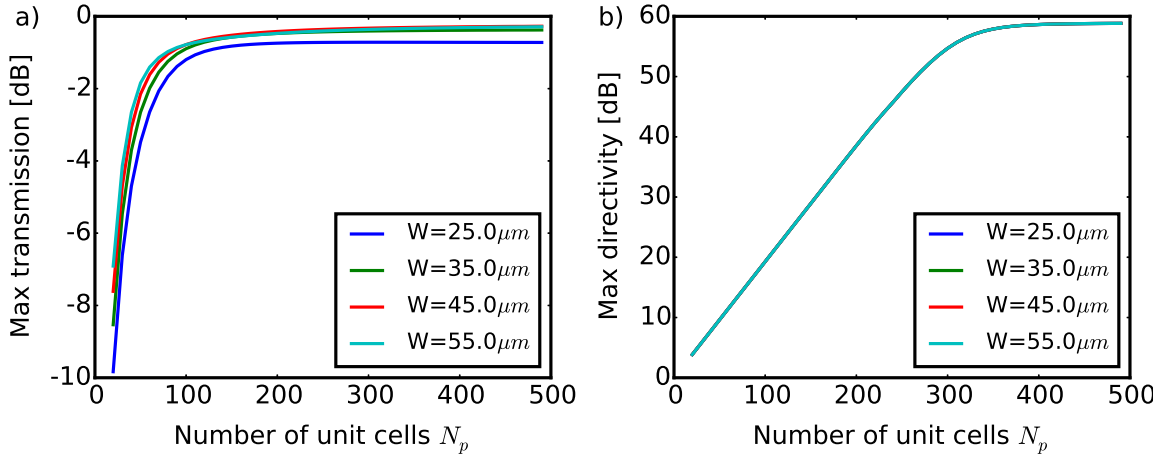 a)
Max transmission [dB]
0
-2
-4
-6
-8
-10
0 100 200 300 400 500
Number of unit cells N_p
W=25.0μm
W=35.0μm
W=45.0μm
W=55.0μm
b)
Max directivity [dB]
60
50
40
30
20
10
0
0 100 200 300 400 500
Number of unit cells N_p
W=25.0μm
W=35.0μm
W=45.0μm
W=55.0μm